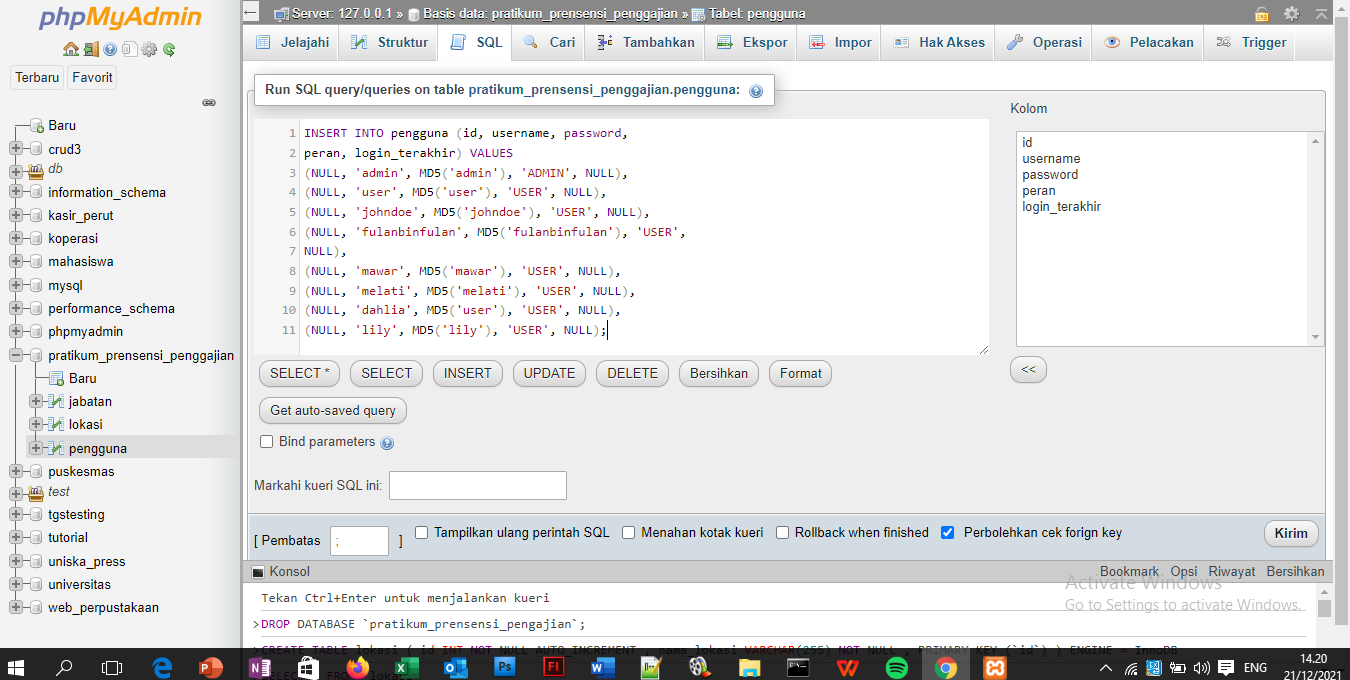 phpMyAdmin
Terbaru Favorit
Baru
crud3
db
information_schema
kasir_perut
koperasi
mahasiswa
mysql
performance_schema
phpmyadmin
pratikum_prensensi_penggajian
Baru
jabatan
lokasi
pengguna
puskesmas
test
tgstesting
tutorial
uniska_press
universitas
web_perpustakaan
Server: 127.0.0.1 » Basis data: pratikum_prensensi_penggajian » Tabel: pengguna
Jelajahi Struktur SQL Cari Tambahkan Ekspor Impor Hak Akses Operasi Pelacakan Trigger
Run SQL query/queries on table pratikum_prensensi_penggajian.pengguna:
1 INSERT INTO pengguna (id, username, password,
2 peran, login_terakhir) VALUES
3 (NULL, 'admin', MD5('admin'), 'ADMIN', NULL),
4 (NULL, 'user', MD5('user'), 'USER', NULL),
5 (NULL, 'johndoe', MD5('johndoe'), 'USER', NULL),
6 (NULL, 'fulanbinfulan', MD5('fulanbinfulan'), 'USER',
7 NULL),
8 (NULL, 'mawar', MD5('mawar'), 'USER', NULL),
9 (NULL, 'melati', MD5('melati'), 'USER', NULL),
10 (NULL, 'dahlia', MD5('user'), 'USER', NULL),
11 (NULL, 'lily', MD5('lily'), 'USER', NULL);
Kolom
id
username
password
peran
login_terakhir
<<
SELECT * SELECT INSERT UPDATE DELETE Bersihkan Format
Get auto-saved query
Bind parameters
Markahi kueri SQL ini:
[ Pembatas ; ] Tampilkan ulang perintah SQL Menahan kotak kueri Rollback when finished Perbolehkan cek forign key Kirim
Konsol Bookmark Opsi Riwayat Bersihkan
Activate Windows
Go to Settings to activate Windows.
Tekan Ctrl+Enter untuk menjalankan kueri
>DROP DATABASE `pratikum_prensensi_pengajian`;
>CREATE TABLE lokasi ( id INT NOT NULL AUTO_INCREMENT , nama_lokasi VARCHAR(255) NOT NULL , PRIMARY KEY (`id`) ) ENGINE = InnoDB
ENG
14.20
21/12/2021